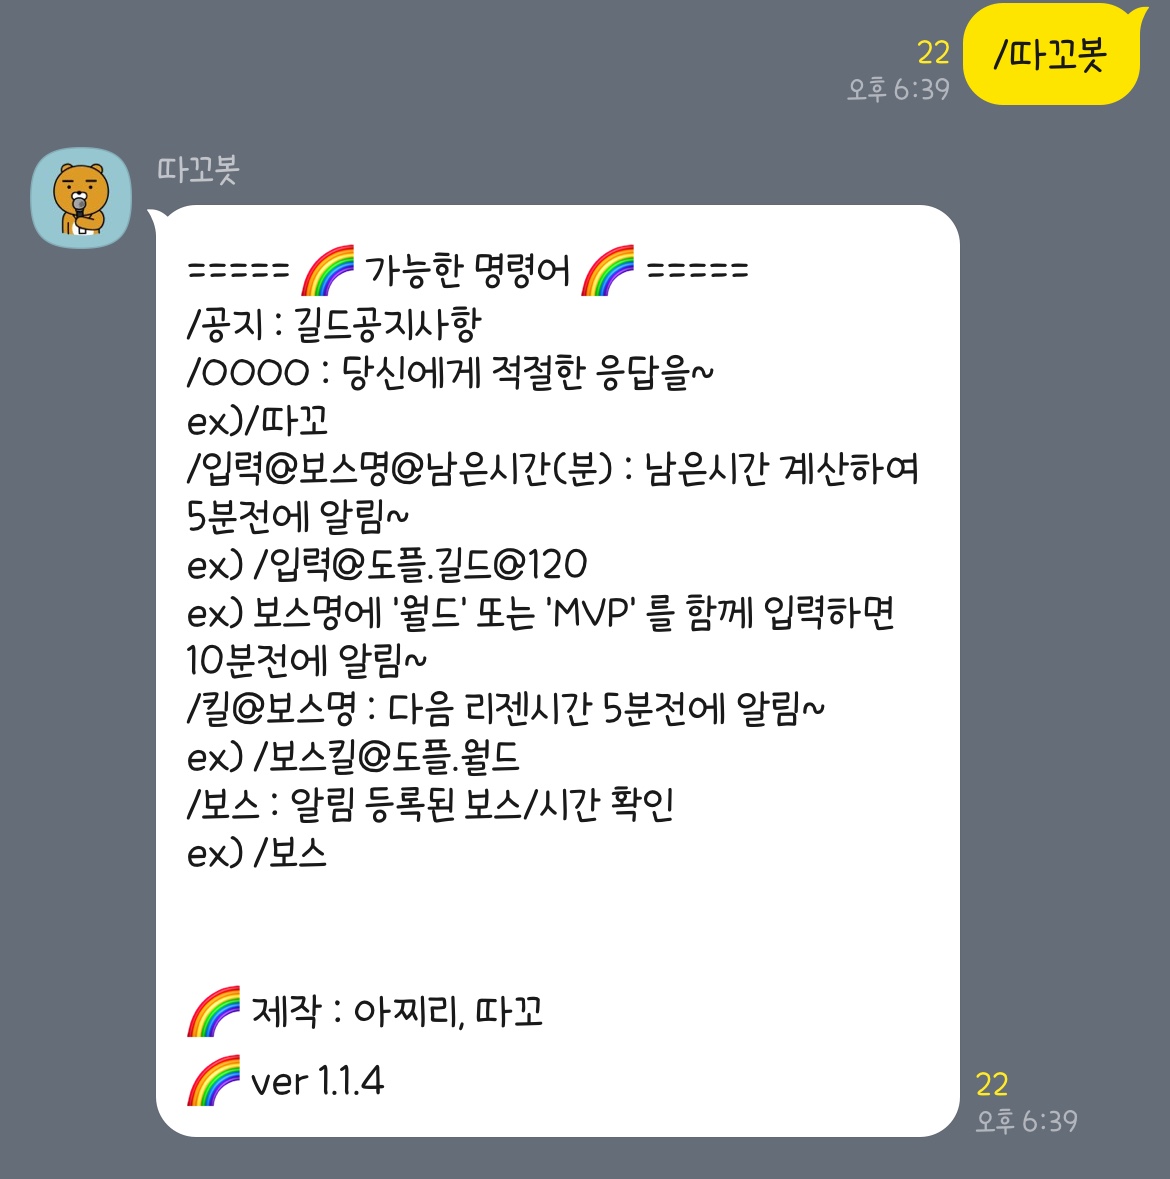 /따꼬봇
22
오후 6:39
따꼬봇
===== 🌈 가능한 명령어 🌈 =====
/공지 : 길드공지사항
/OOOO : 당신에게 적절한 응답을~
ex)/따꼬
/입력@보스명@남은시간(분) : 남은시간 계산하여
5분전에 알림~
ex) /입력@도플.길드@120
ex) 보스명에 '월드' 또는 'MVP' 를 함께 입력하면
10분전에 알림~
/킬@보스명 : 다음 리젠시간 5분전에 알림~
ex) /보스킬@도플.월드
/보스 : 알림 등록된 보스/시간 확인
ex) /보스
🌈 제작 : 아찌리, 따꼬
🌈 ver 1.1.4
22
오후 6:39